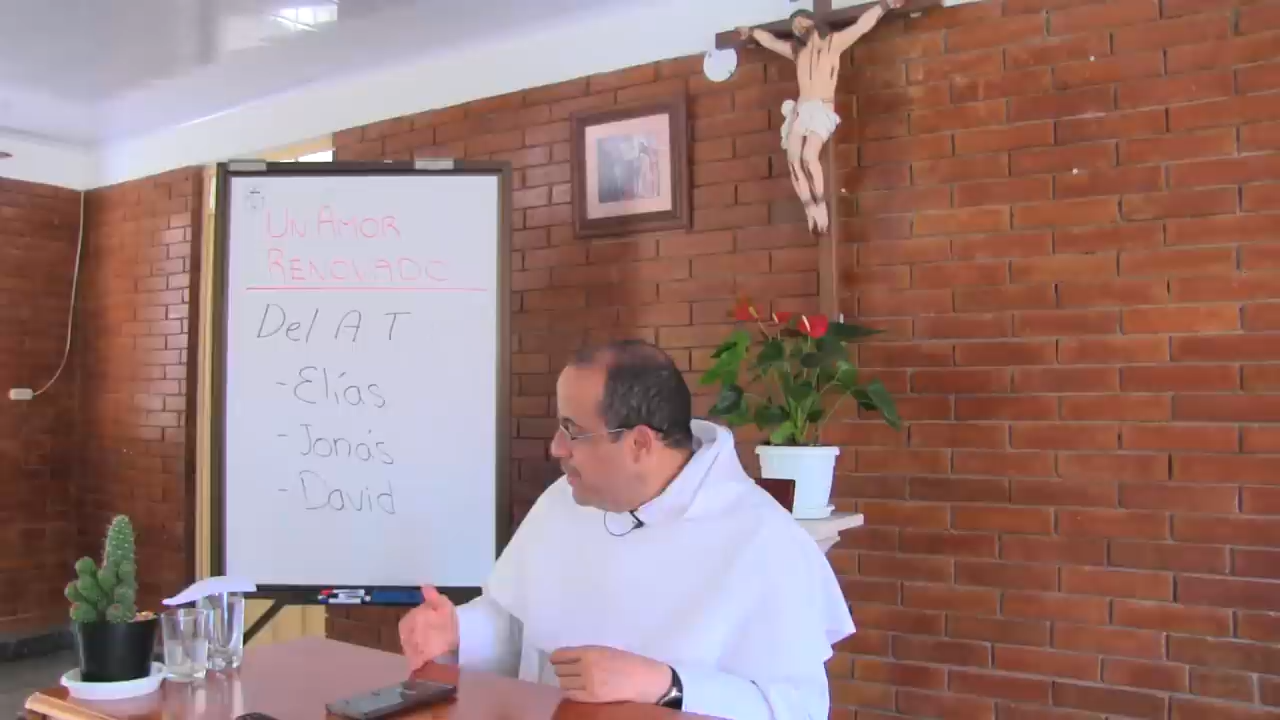 UN AMOR
RENOVADO
Del A T
- Elías
- Jonás
- David